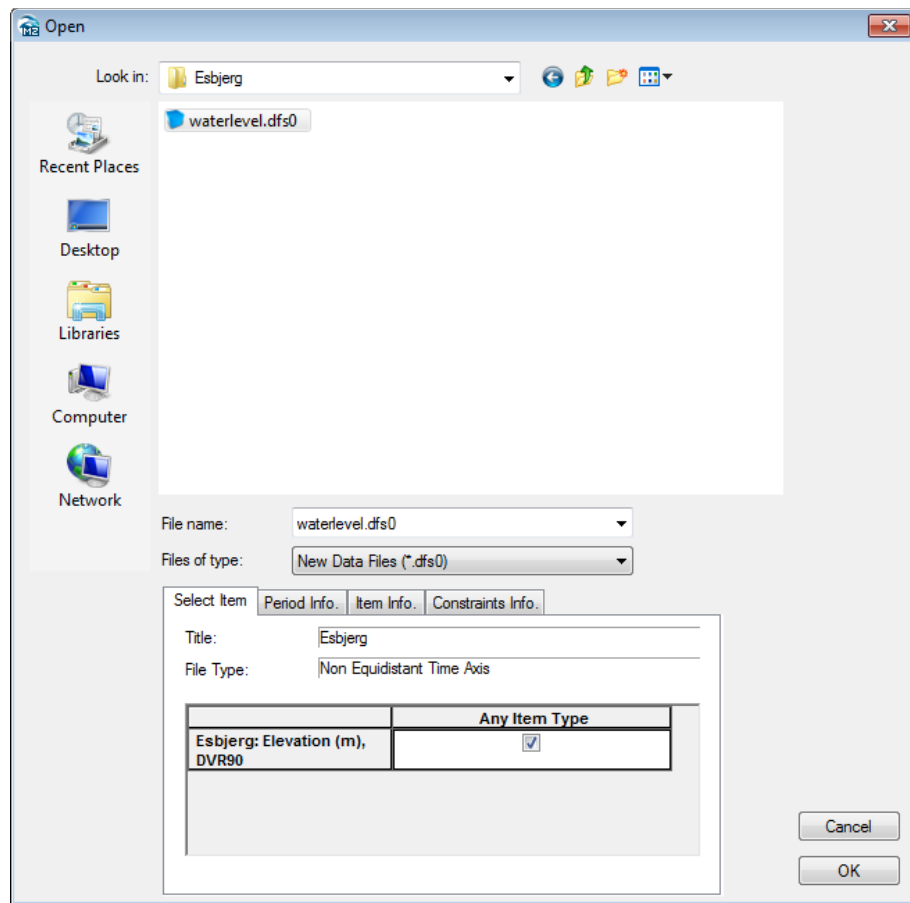 Open
Look in:
Esbjerg
waterlevel.dfs0
Recent Places
Desktop
Libraries
Computer
Network
File name:
waterlevel.dfs0
Files of type:
New Data Files (*.dfs0)
Select Item
Period Info.
Item Info.
Constraints Info.
Title:
Esbjerg
File Type:
Non Equidistant Time Axis
Any Item Type
Esbjerg: Elevation (m),
DVR90
Cancel
OK